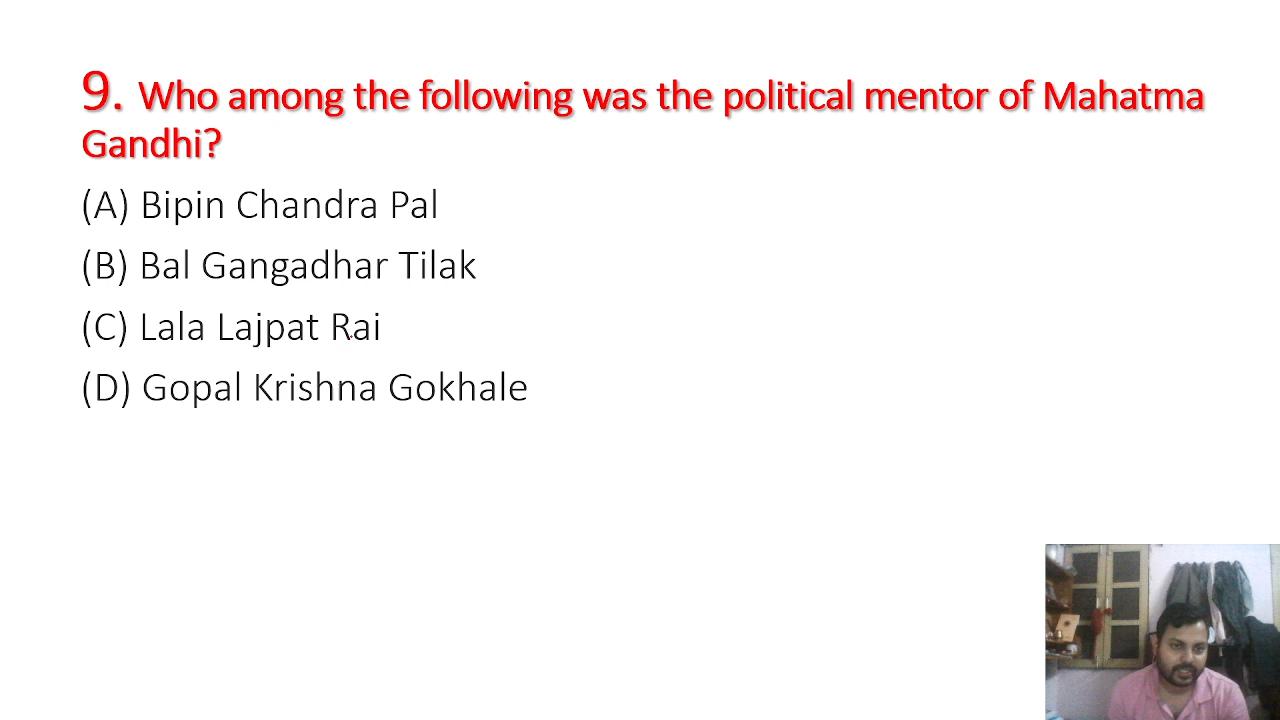 9. Who among the following was the political mentor of Mahatma
Gandhi?
(A) Bipin Chandra Pal
(B) Bal Gangadhar Tilak
(C) Lala Lajpat Rai
(D) Gopal Krishna Gokhale